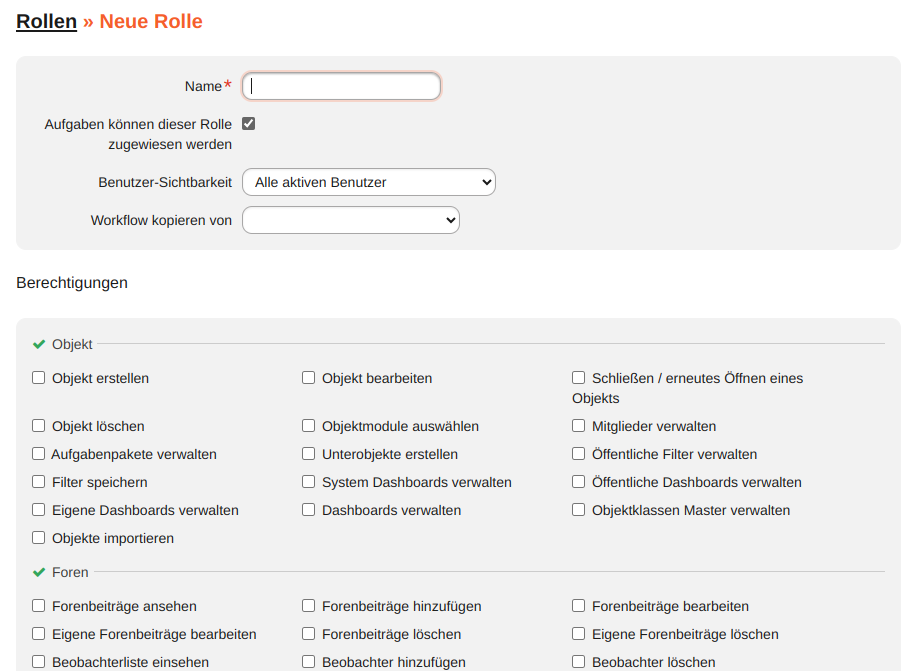 Rollen » Neue Rolle
Name*
Aufgaben können dieser Rolle
zugewiesen werden
Benutzer-Sichtbarkeit Alle aktiven Benutzer
Workflow kopieren von
Berechtigungen
Objekt
Objekt erstellen Objekt bearbeiten Schließen / erneutes Öffnen eines
Objekts
Objekt löschen Objektmodule auswählen Mitglieder verwalten
Aufgabenpakete verwalten Unterobjekte erstellen Öffentliche Filter verwalten
Filter speichern System Dashboards verwalten Öffentliche Dashboards verwalten
Eigene Dashboards verwalten Dashboards verwalten Objektklassen Master verwalten
Objekte importieren
Foren
Forenbeiträge ansehen Forenbeiträge hinzufügen Forenbeiträge bearbeiten
Eigene Forenbeiträge bearbeiten Forenbeiträge löschen Eigene Forenbeiträge löschen
Beobachterliste einsehen Beobachter hinzufügen Beobachter löschen